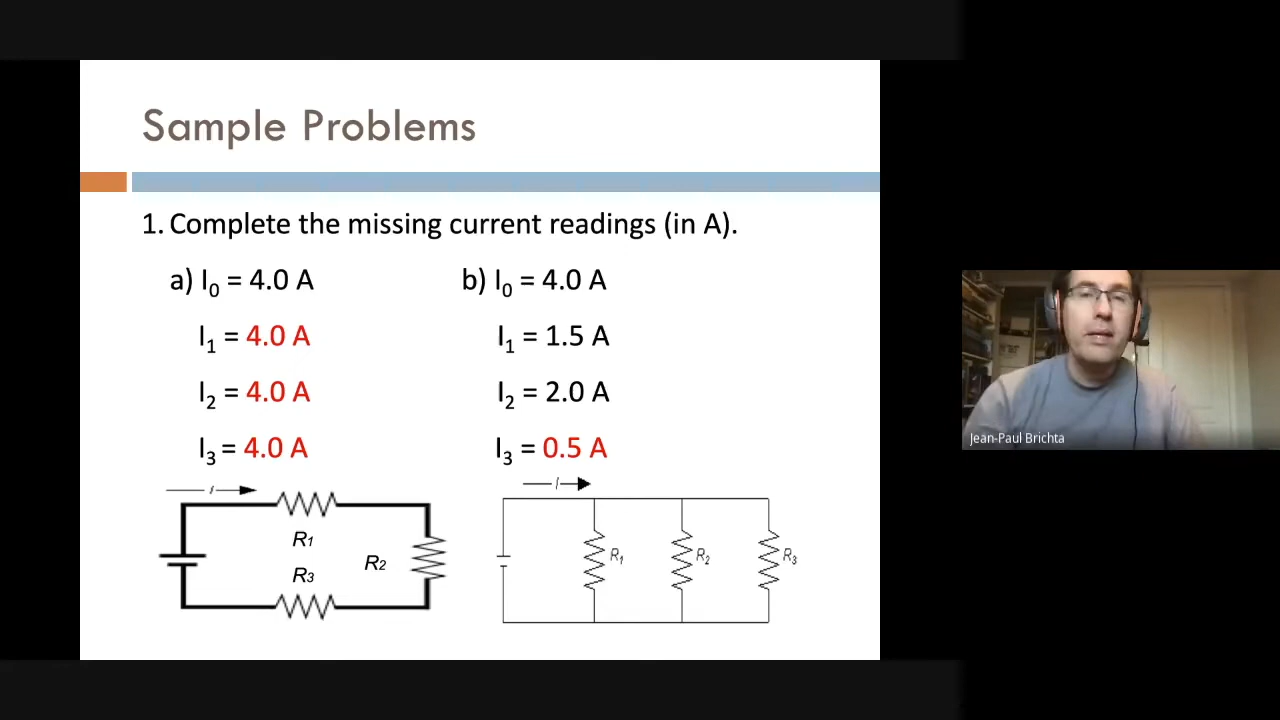 Sample Problems
1. Complete the missing current readings (in A).
a) I₀ = 4.0 A
I₁ = 4.0 A
I₂ = 4.0 A
I₃ = 4.0 A
b) I₀ = 4.0 A
I₁ = 1.5 A
I₂ = 2.0 A
I₃ = 0.5 A
I
R₁
R₂
R₃
I
R₁
R₂
R₃
Jean-Paul Brichta